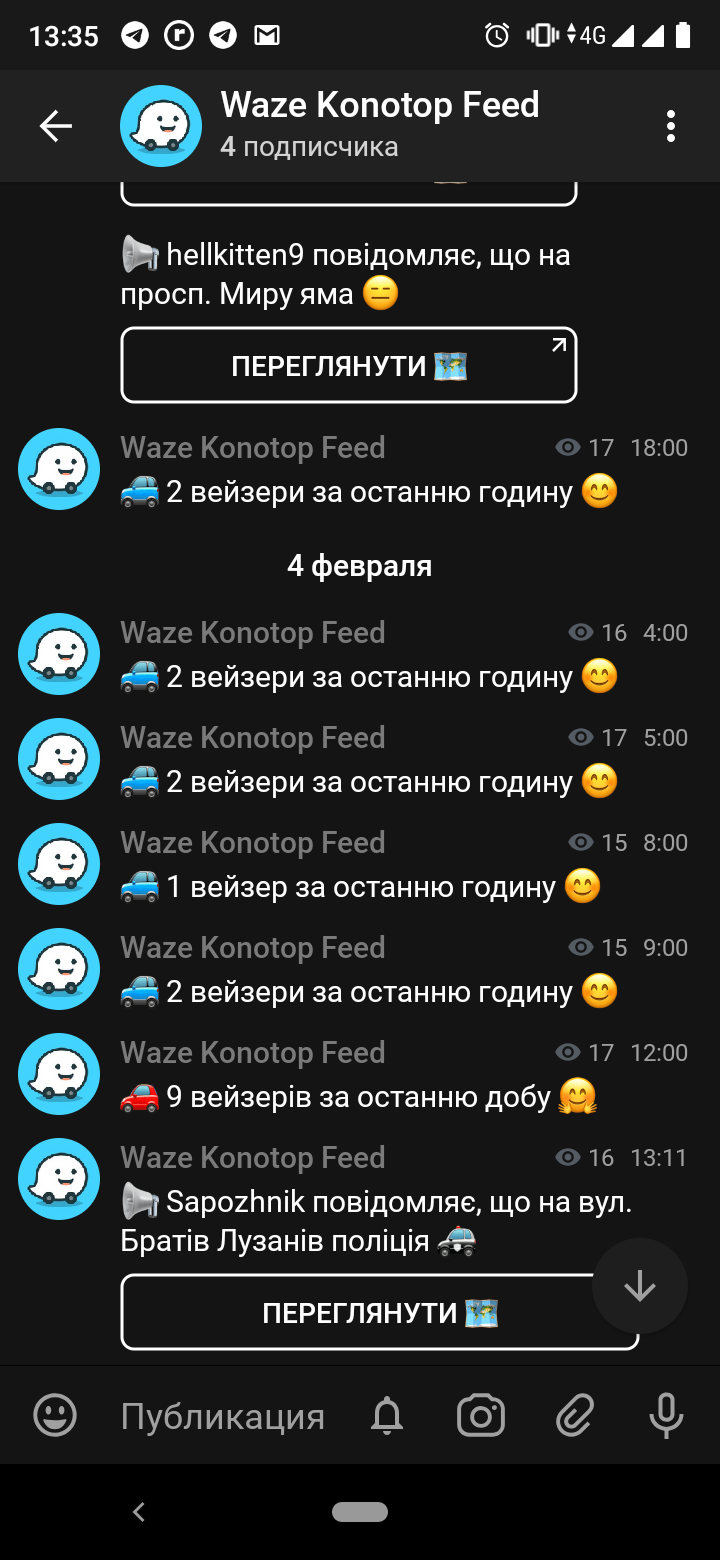 13:35
4G
Waze Konotop Feed
4 подписчика
hellkitten9 повідомляє, що на
просп. Миру яма
ПЕРЕГЛЯНУТИ
Waze Konotop Feed 17 18:00
2 вейзери за останню годину
4 февраля
Waze Konotop Feed 16 4:00
2 вейзери за останню годину
Waze Konotop Feed 17 5:00
2 вейзери за останню годину
Waze Konotop Feed 15 8:00
1 вейзер за останню годину
Waze Konotop Feed 15 9:00
2 вейзери за останню годину
Waze Konotop Feed 17 12:00
9 вейзерів за останню добу
Waze Konotop Feed 16 13:11
Sapozhnik повідомляє, що на вул.
Братів Лузанів поліція
ПЕРЕГЛЯНУТИ
Публикация